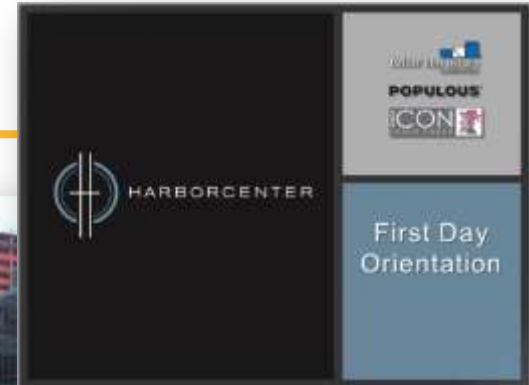 HARBORCENTER
POPULOUS
ICON
First Day
Orientation